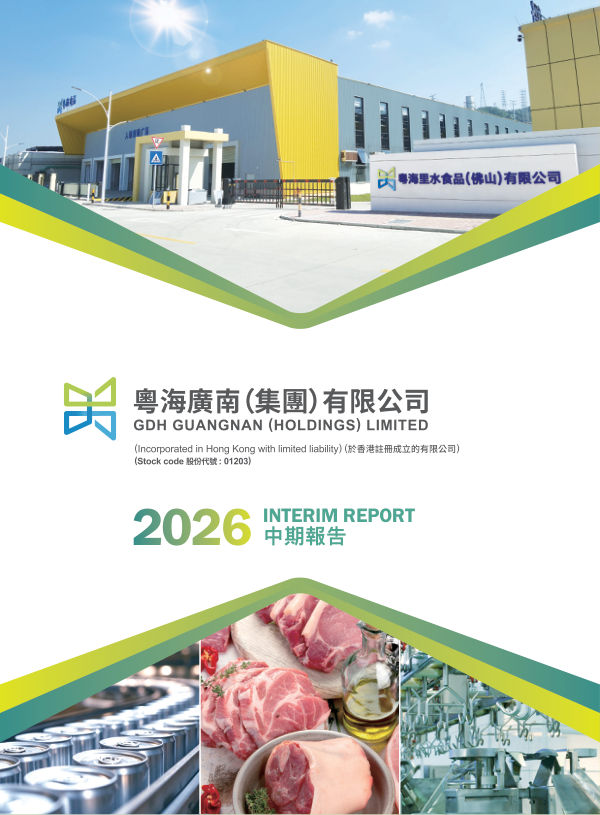 粤海里水食品(佛山)有限公司
粵海廣南(集團)有限公司
GDH GUANGNAN (HOLDINGS) LIMITED
(Incorporated in Hong Kong with limited liability) (於香港註冊成立的有限公司)
(Stock code 股份代號 : 01203)
2026 INTERIM REPORT
中期報告